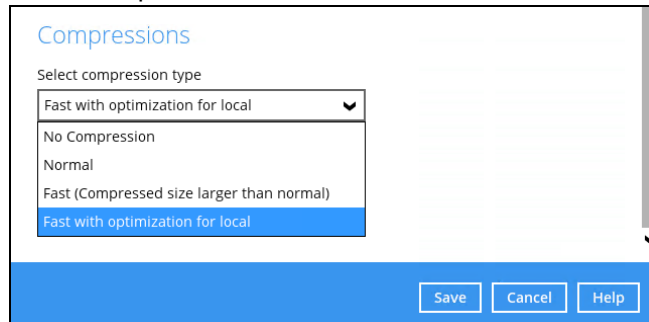 Compressions
Select compression type
Fast with optimization for local
No Compression
Normal
Fast (Compressed size larger than normal)
Fast with optimization for local
Save Cancel Help